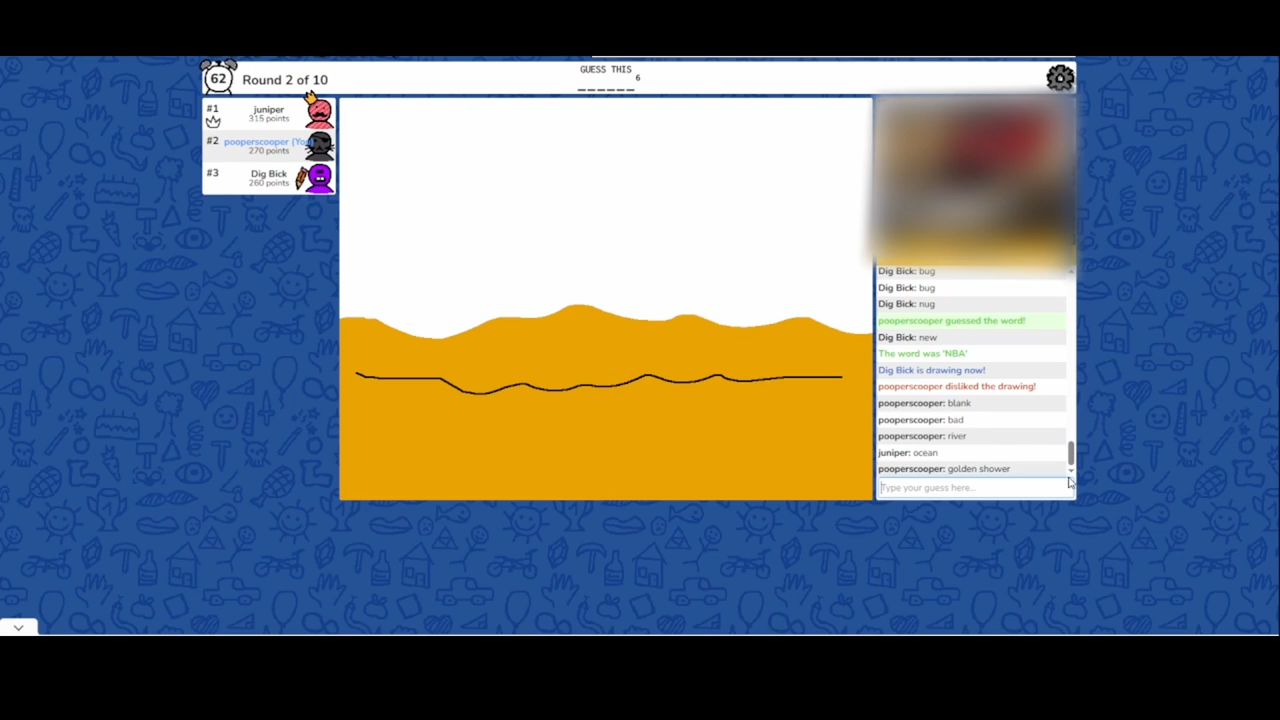 62
Round 2 of 10
GUESS THIS
______ 6
#1
juniper
315 points
#2
pooperscooper (You
270 points
#3
Dig Bick
260 points
Dig Bick: bug
Dig Bick: bug
Dig Bick: nug
pooperscooper guessed the word!
Dig Bick: new
The word was 'NBA'
Dig Bick is drawing now!
pooperscooper disliked the drawing!
pooperscooper: blank
pooperscooper: bad
pooperscooper: river
juniper: ocean
pooperscooper: golden shower
Type your guess here...